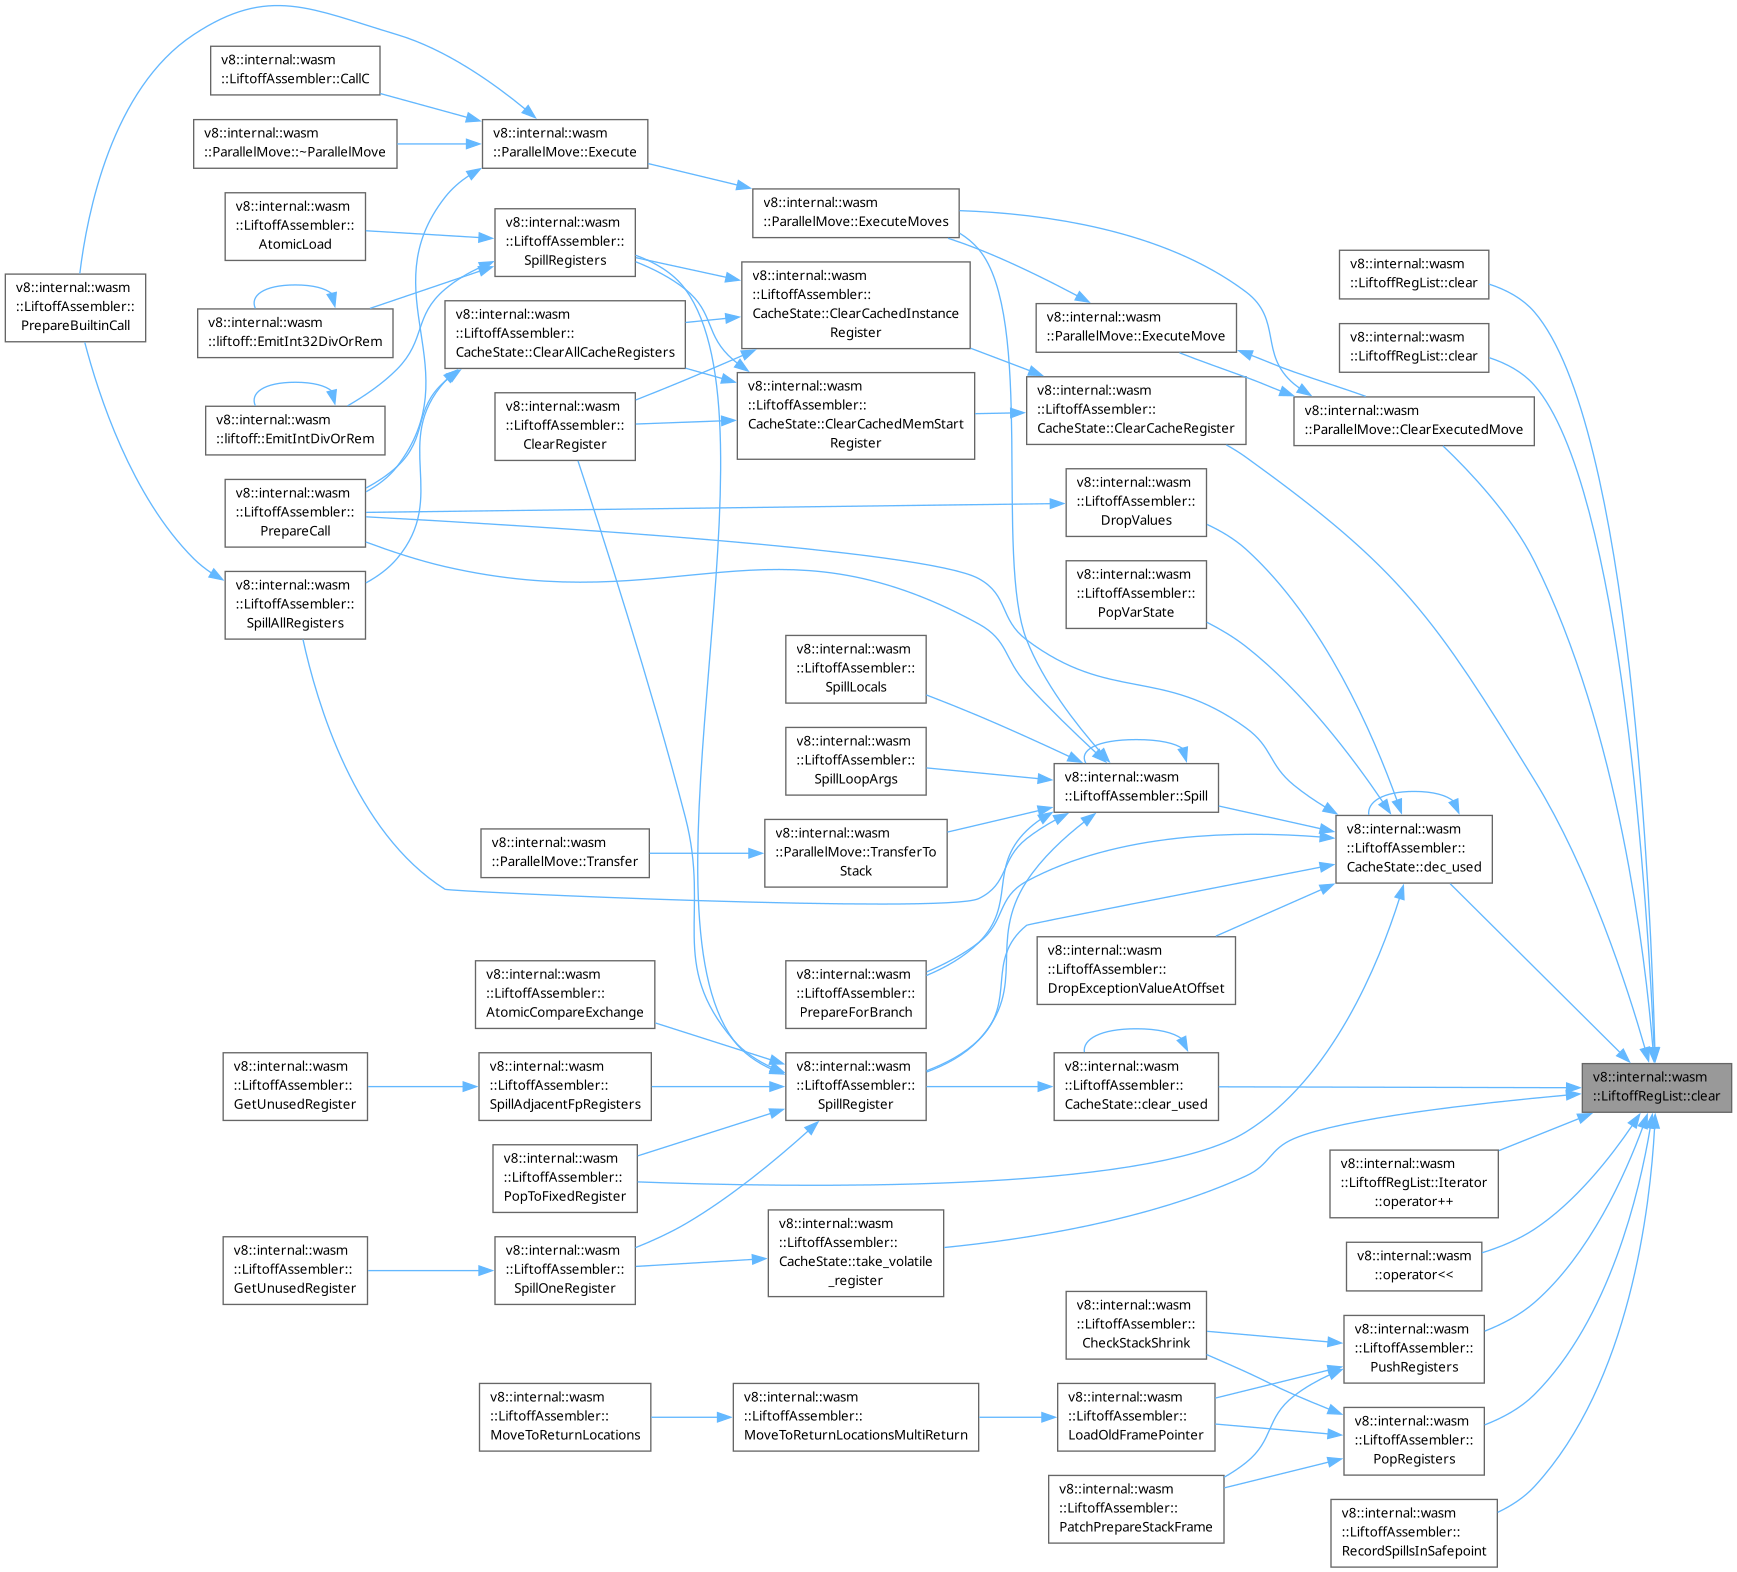 v8::internal::wasm
::LiftoffAssembler::
PrepareBuiltinCall
v8::internal::wasm
::LiftoffAssembler::CallC
v8::internal::wasm
::ParallelMove::~ParallelMove
v8::internal::wasm
::LiftoffAssembler::
AtomicLoad
v8::internal::wasm
::liftoff::EmitInt32DivOrRem
v8::internal::wasm
::liftoff::EmitIntDivOrRem
v8::internal::wasm
::LiftoffAssembler::
PrepareCall
v8::internal::wasm
::LiftoffAssembler::
SpillAllRegisters
v8::internal::wasm
::LiftoffAssembler::
GetUnusedRegister
v8::internal::wasm
::LiftoffAssembler::
GetUnusedRegister
v8::internal::wasm
::ParallelMove::Execute
v8::internal::wasm
::LiftoffAssembler::
SpillRegisters
v8::internal::wasm
::LiftoffAssembler::
CacheState::ClearAllCacheRegisters
v8::internal::wasm
::LiftoffAssembler::
ClearRegister
v8::internal::wasm
::ParallelMove::Transfer
v8::internal::wasm
::LiftoffAssembler::
AtomicCompareExchange
v8::internal::wasm
::LiftoffAssembler::
SpillAdjacentFpRegisters
v8::internal::wasm
::LiftoffAssembler::
PopToFixedRegister
v8::internal::wasm
::LiftoffAssembler::
SpillOneRegister
v8::internal::wasm
::LiftoffAssembler::
MoveToReturnLocations
v8::internal::wasm
::ParallelMove::ExecuteMoves
v8::internal::wasm
::LiftoffAssembler::
CacheState::ClearCachedInstance
Register
v8::internal::wasm
::LiftoffAssembler::
CacheState::ClearCachedMemStart
Register
v8::internal::wasm
::LiftoffAssembler::
SpillLocals
v8::internal::wasm
::LiftoffAssembler::
SpillLoopArgs
v8::internal::wasm
::ParallelMove::TransferTo
Stack
v8::internal::wasm
::LiftoffAssembler::
PrepareForBranch
v8::internal::wasm
::LiftoffAssembler::
SpillRegister
v8::internal::wasm
::LiftoffAssembler::
CacheState::take_volatile
_register
v8::internal::wasm
::LiftoffAssembler::
MoveToReturnLocationsMultiReturn
v8::internal::wasm
::ParallelMove::ExecuteMove
v8::internal::wasm
::LiftoffAssembler::
CacheState::ClearCacheRegister
v8::internal::wasm
::LiftoffAssembler::
DropValues
v8::internal::wasm
::LiftoffAssembler::
PopVarState
v8::internal::wasm
::LiftoffAssembler::Spill
v8::internal::wasm
::LiftoffAssembler::
DropExceptionValueAtOffset
v8::internal::wasm
::LiftoffAssembler::
CacheState::clear_used
v8::internal::wasm
::LiftoffAssembler::
CheckStackShrink
v8::internal::wasm
::LiftoffAssembler::
LoadOldFramePointer
v8::internal::wasm
::LiftoffAssembler::
PatchPrepareStackFrame
v8::internal::wasm
::LiftoffRegList::clear
v8::internal::wasm
::LiftoffRegList::clear
v8::internal::wasm
::ParallelMove::ClearExecutedMove
v8::internal::wasm
::LiftoffAssembler::
CacheState::dec_used
v8::internal::wasm
::LiftoffRegList::Iterator
::operator++
v8::internal::wasm
::operator<<
v8::internal::wasm
::LiftoffAssembler::
PushRegisters
v8::internal::wasm
::LiftoffAssembler::
PopRegisters
v8::internal::wasm
::LiftoffAssembler::
RecordSpillsInSafepoint
v8::internal::wasm
::LiftoffRegList::clear